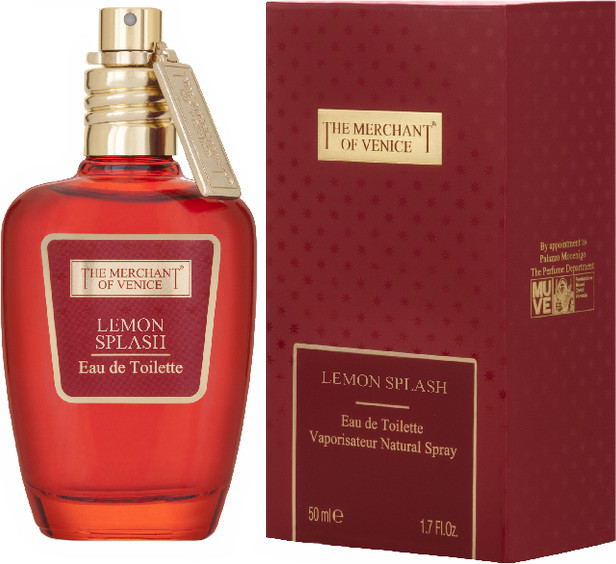 THE MERCHANT
OF VENICE
LEMON
SPLASH
Eau de Toilette
THE MERCHANT
OF VENICE
By appointment to
Palazzo Mocenigo
The Perfume Department
MU
VE
LEMON SPLASH
Eau de Toilette
Vaporisateur Natural Spray
50 ml e
1.7 Fl.Oz.